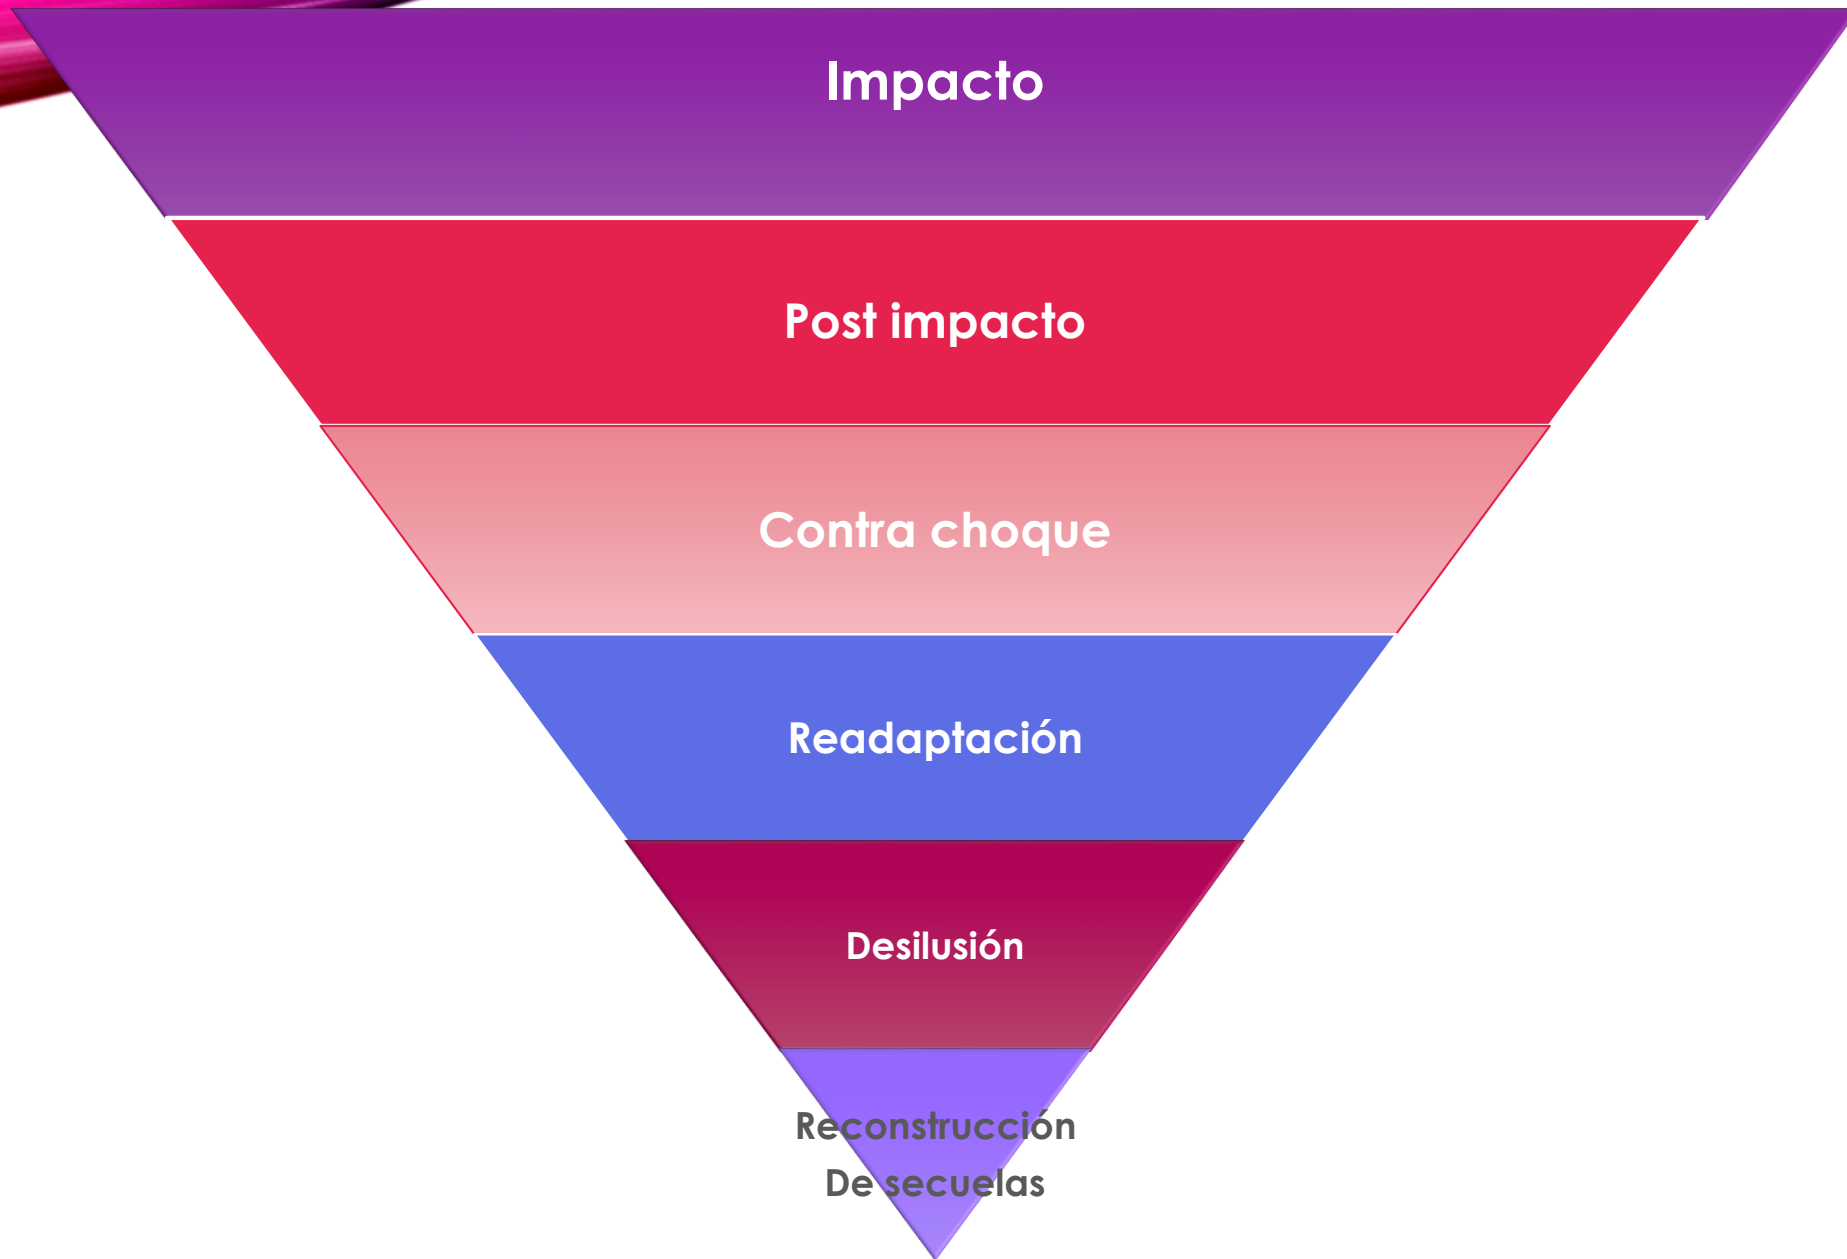 Impacto
Post impacto
Contra choque
Readaptación
Desilusión
Reconstrucción
De secuelas